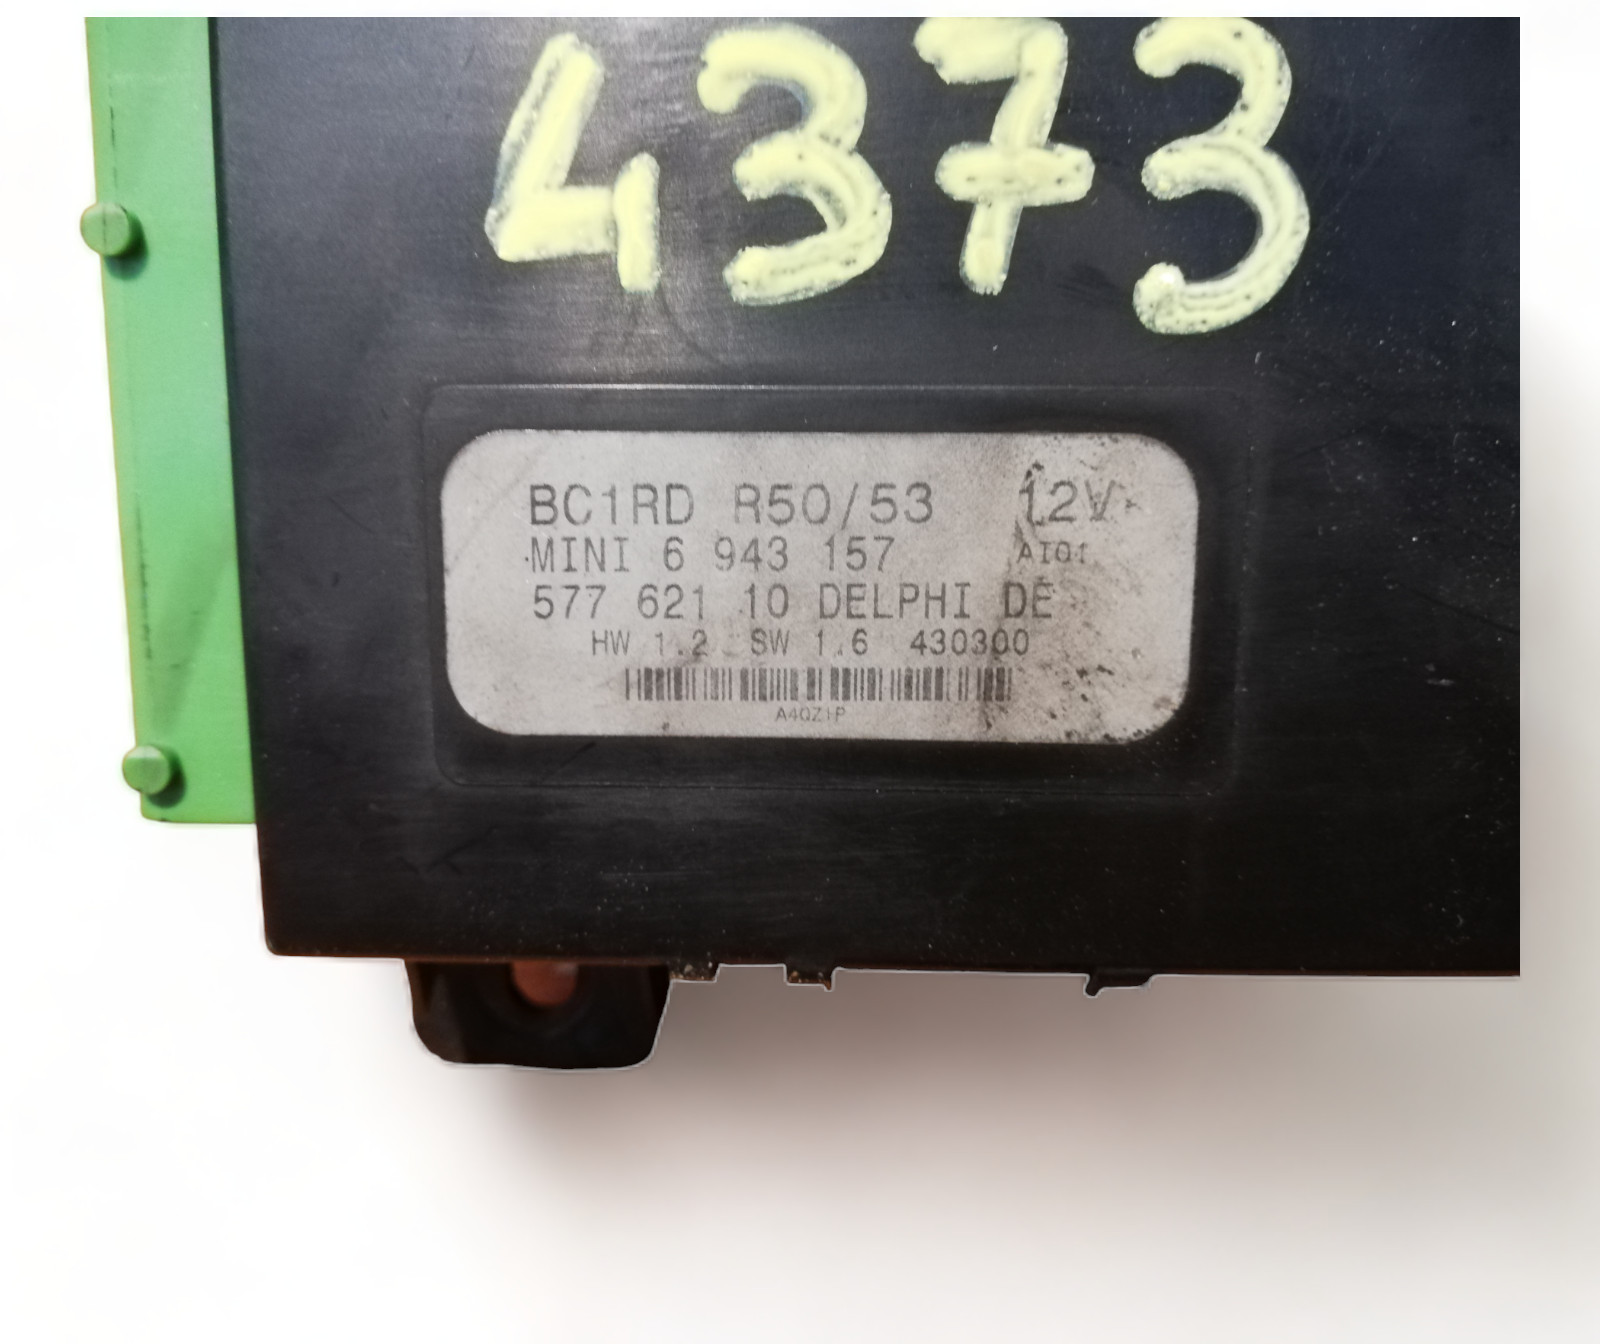 4373
BC1RD R50/53 12V
MINI 6 943 157 AI01
577 621 10 DELPHI DE
HW 1.2 SW 1.6 430300
A4QZ1P